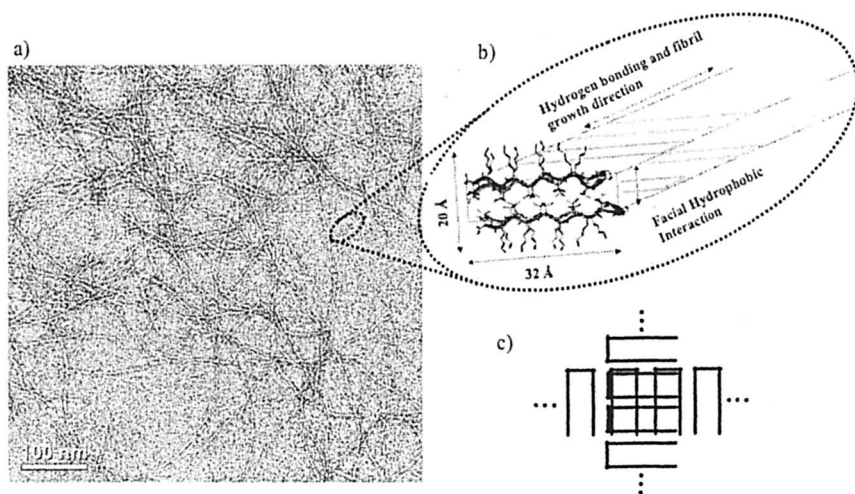 a)
b)
Hydrogen bonding and fibril
growth direction
20 Å
32 Å
Facial Hydrophobic
Interaction
c)
100 nm